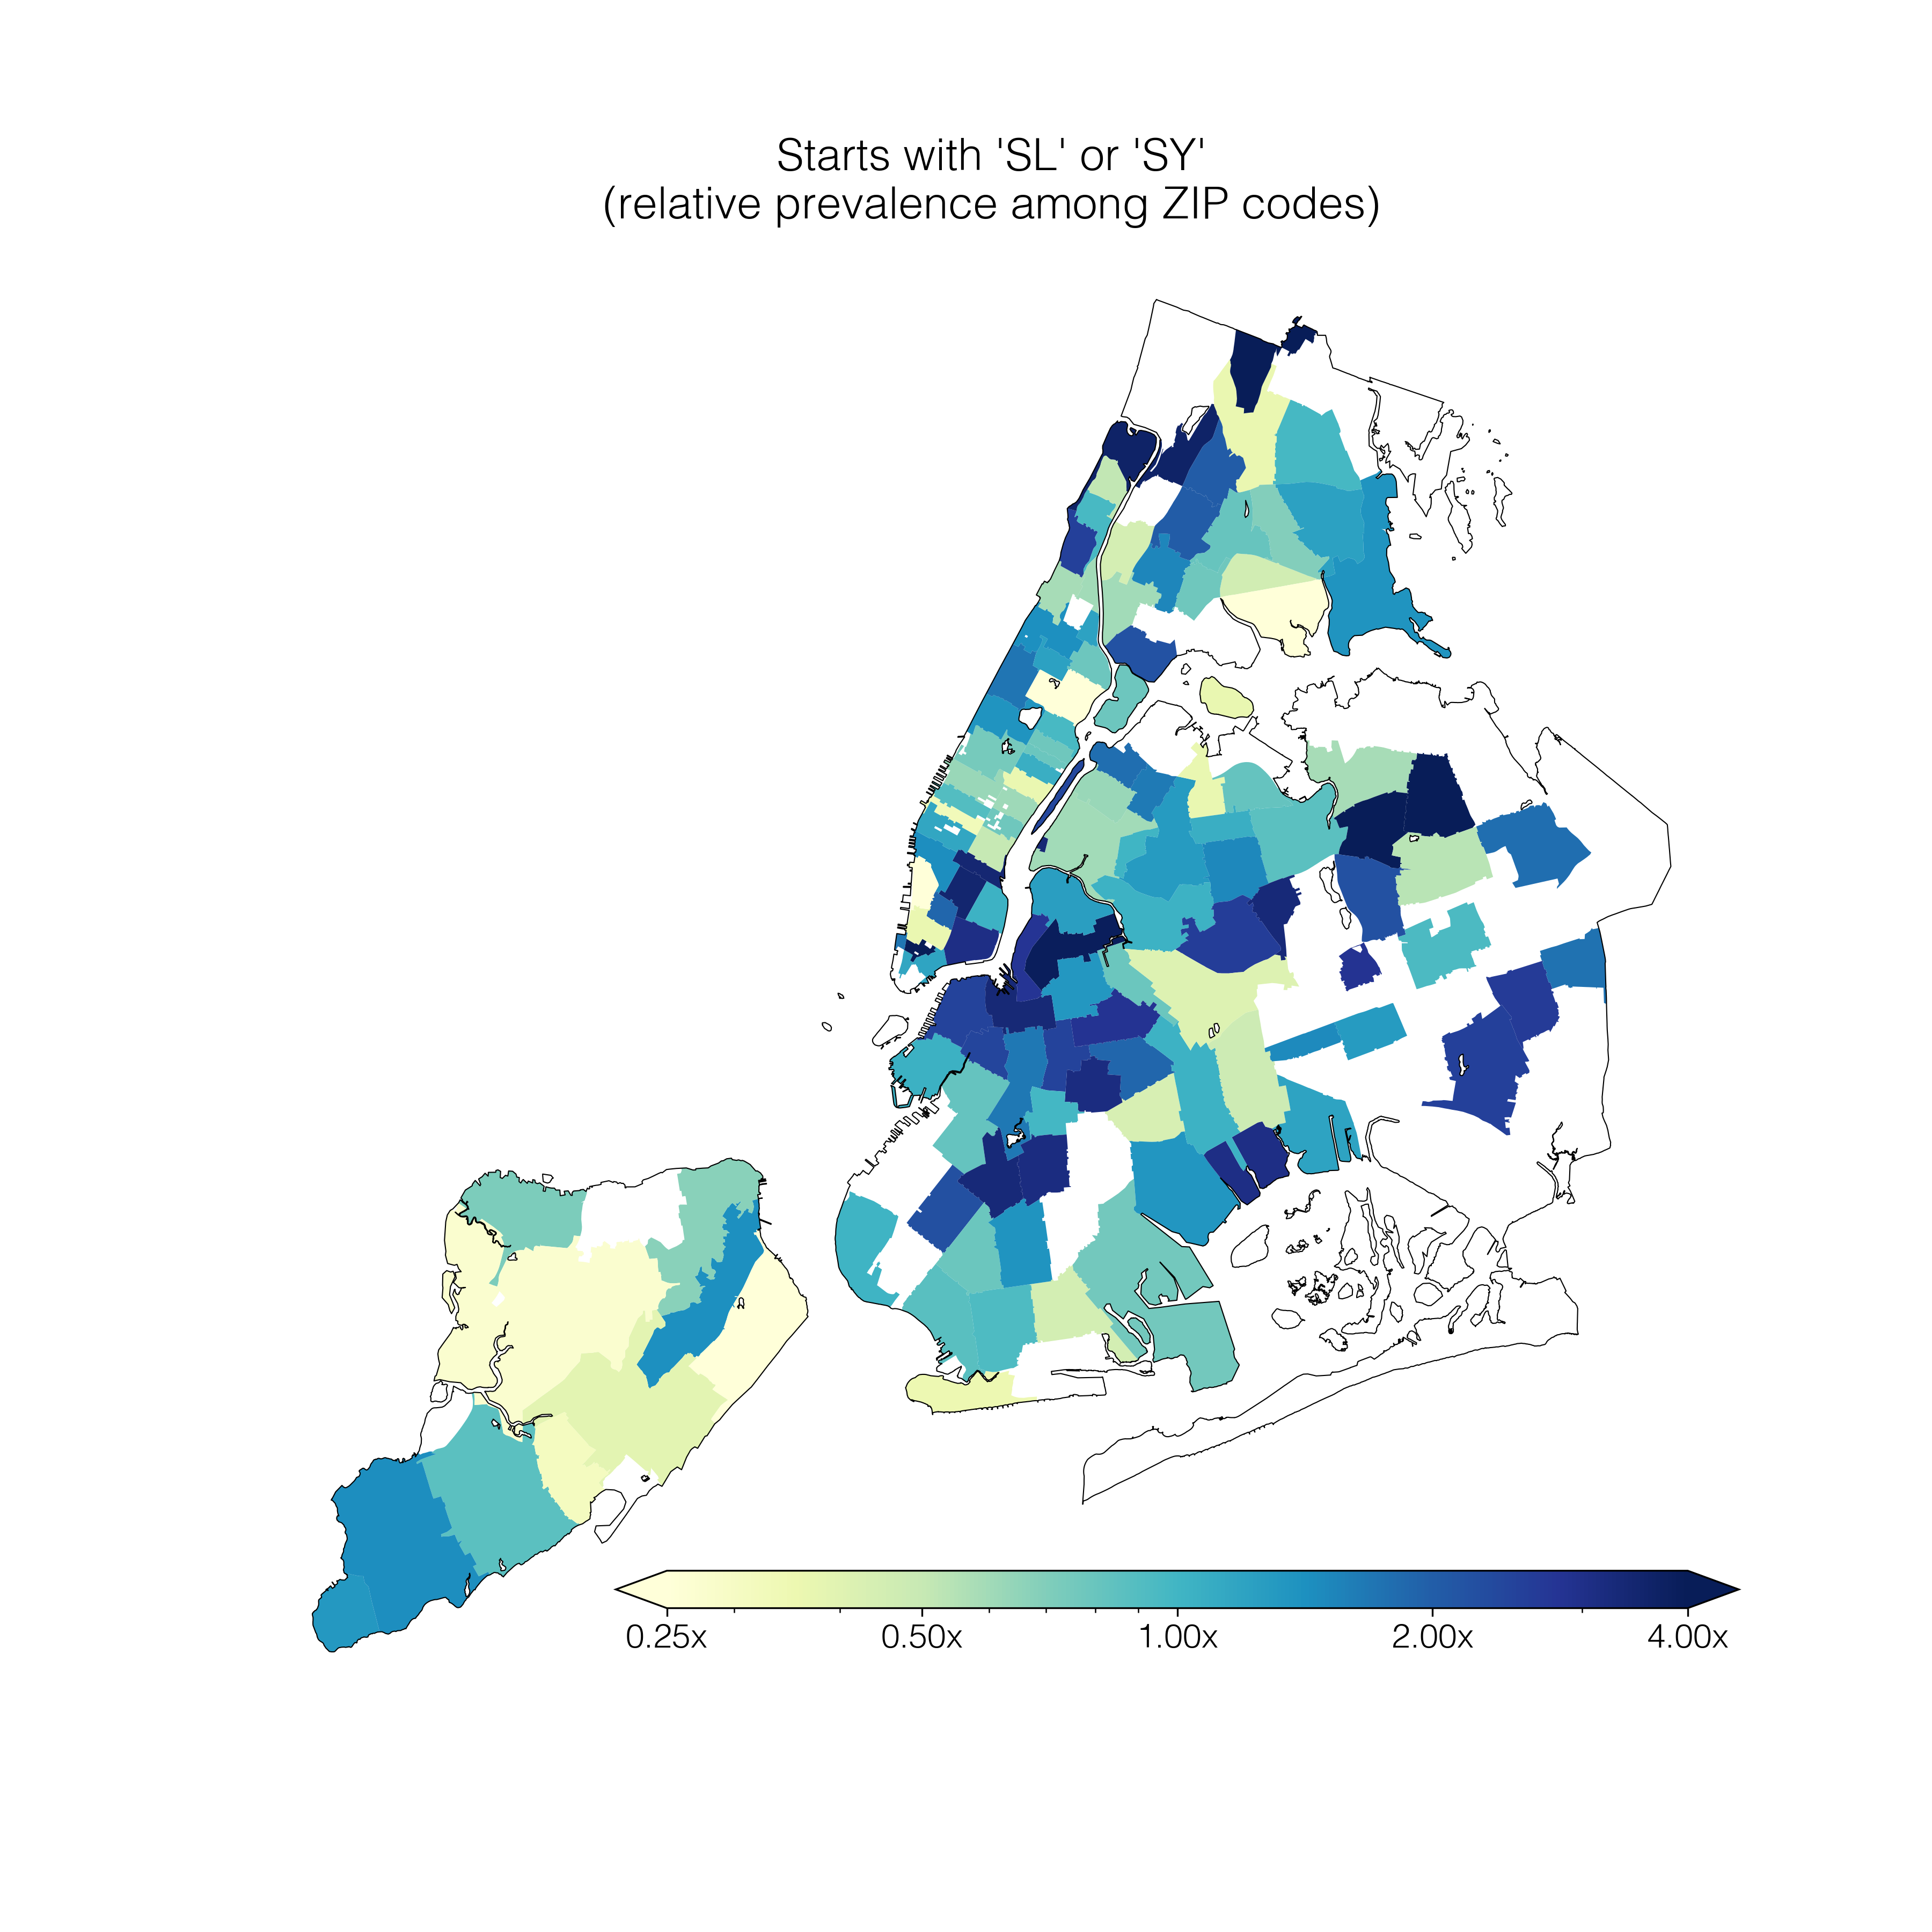 Starts with 'SL' or 'SY'
(relative prevalence among ZIP codes)
0.25x 0.50x 1.00x 2.00x 4.00x